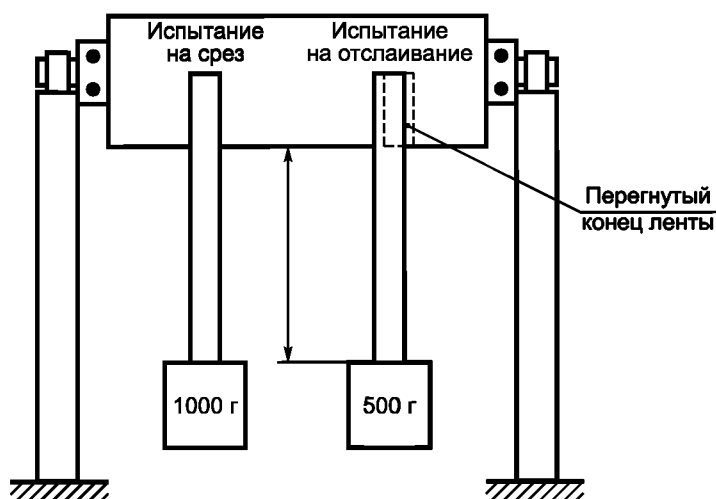 Испытание
на срез
Испытание
на отслаивание
Перегнутый
конец ленты
1000 г
500 г